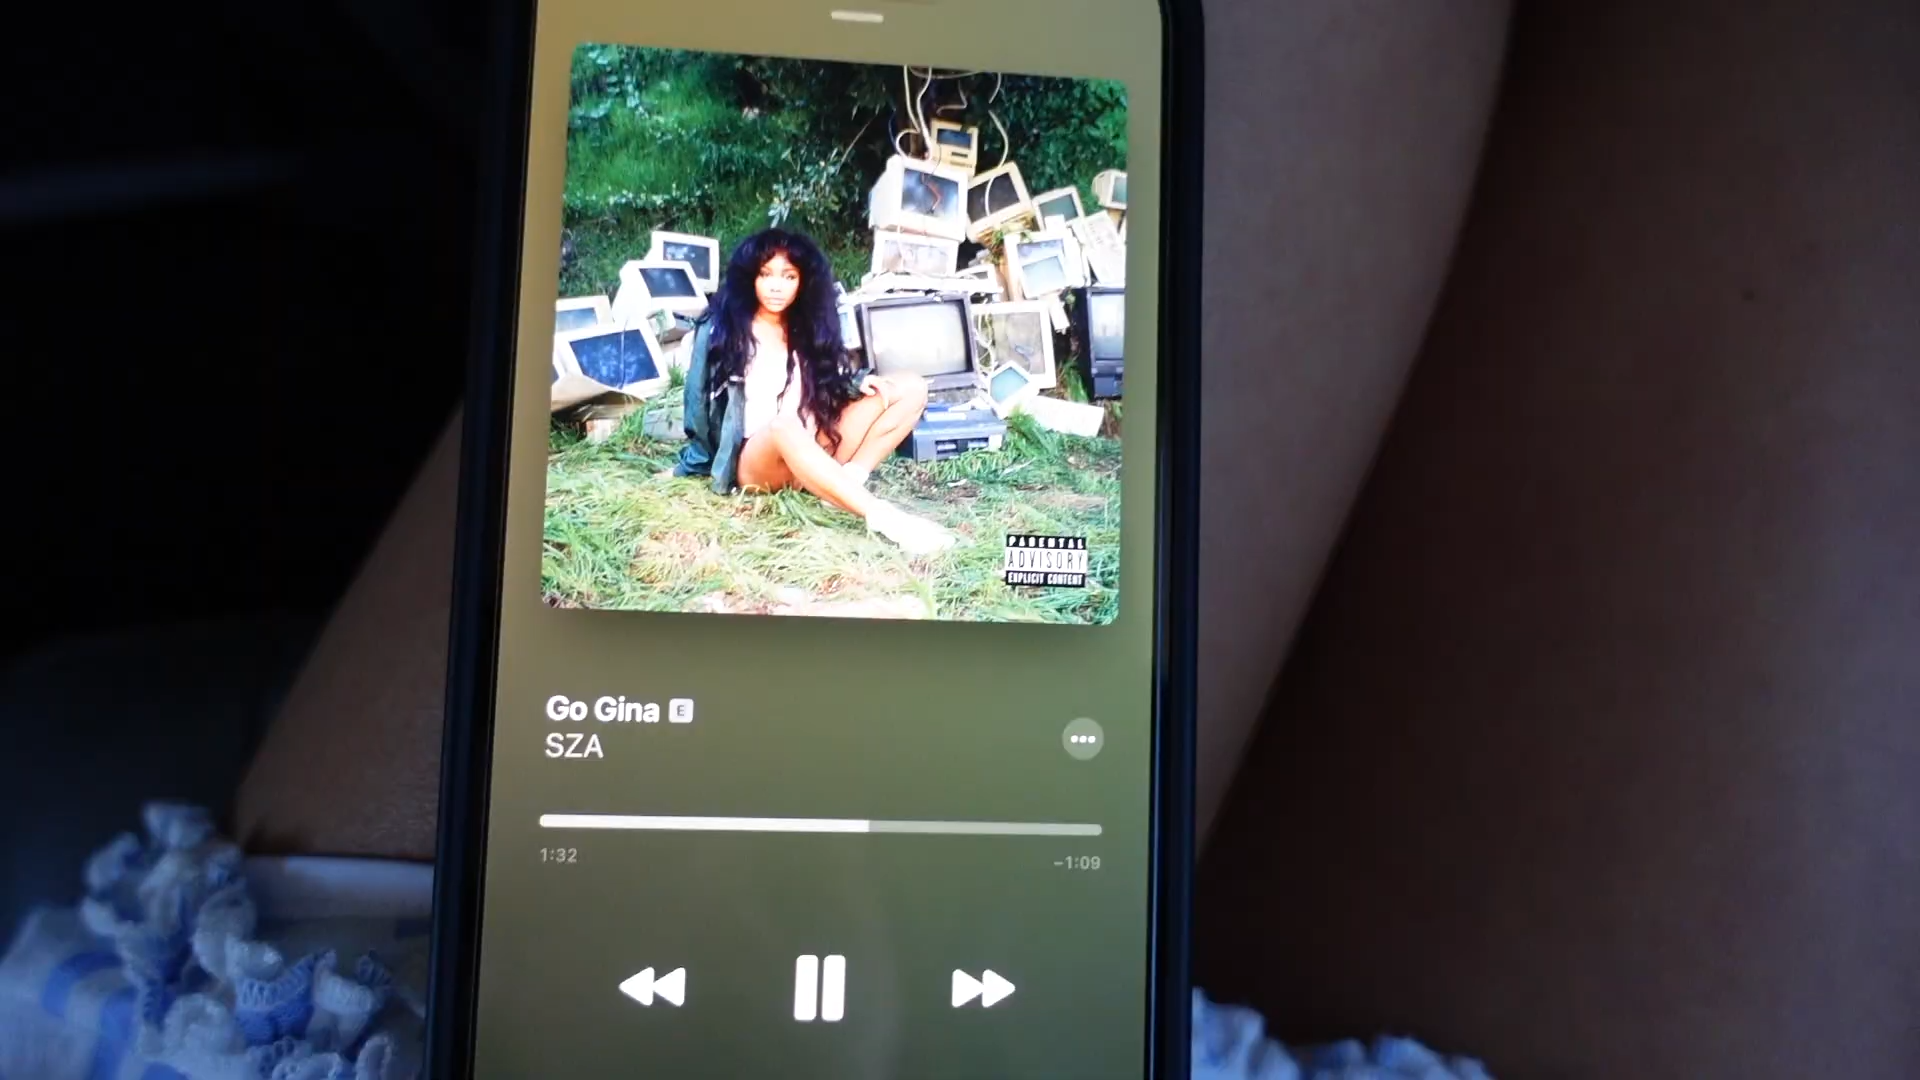 PARENTAL
ADVISORY
EXPLICIT CONTENT
Go Gina E
SZA
1:32
-1:09